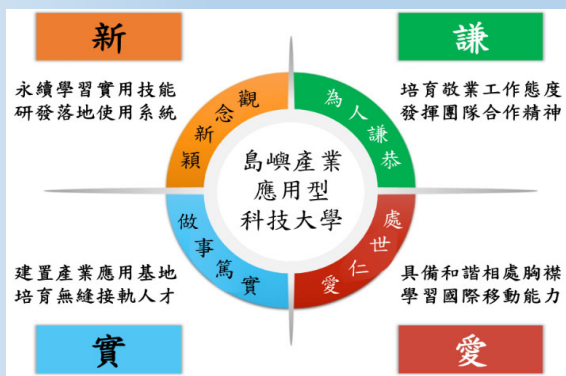 新
永續學習實用技能
研發落地使用系統
謙
培育敬業工作態度
發揮團隊合作精神
觀念新穎
為人謙恭
島嶼產業
應用型
科技大學
做事篤實
處世仁愛
建置產業應用基地
培育無縫接軌人才
實
具備和諧相處胸襟
學習國際移動能力
愛